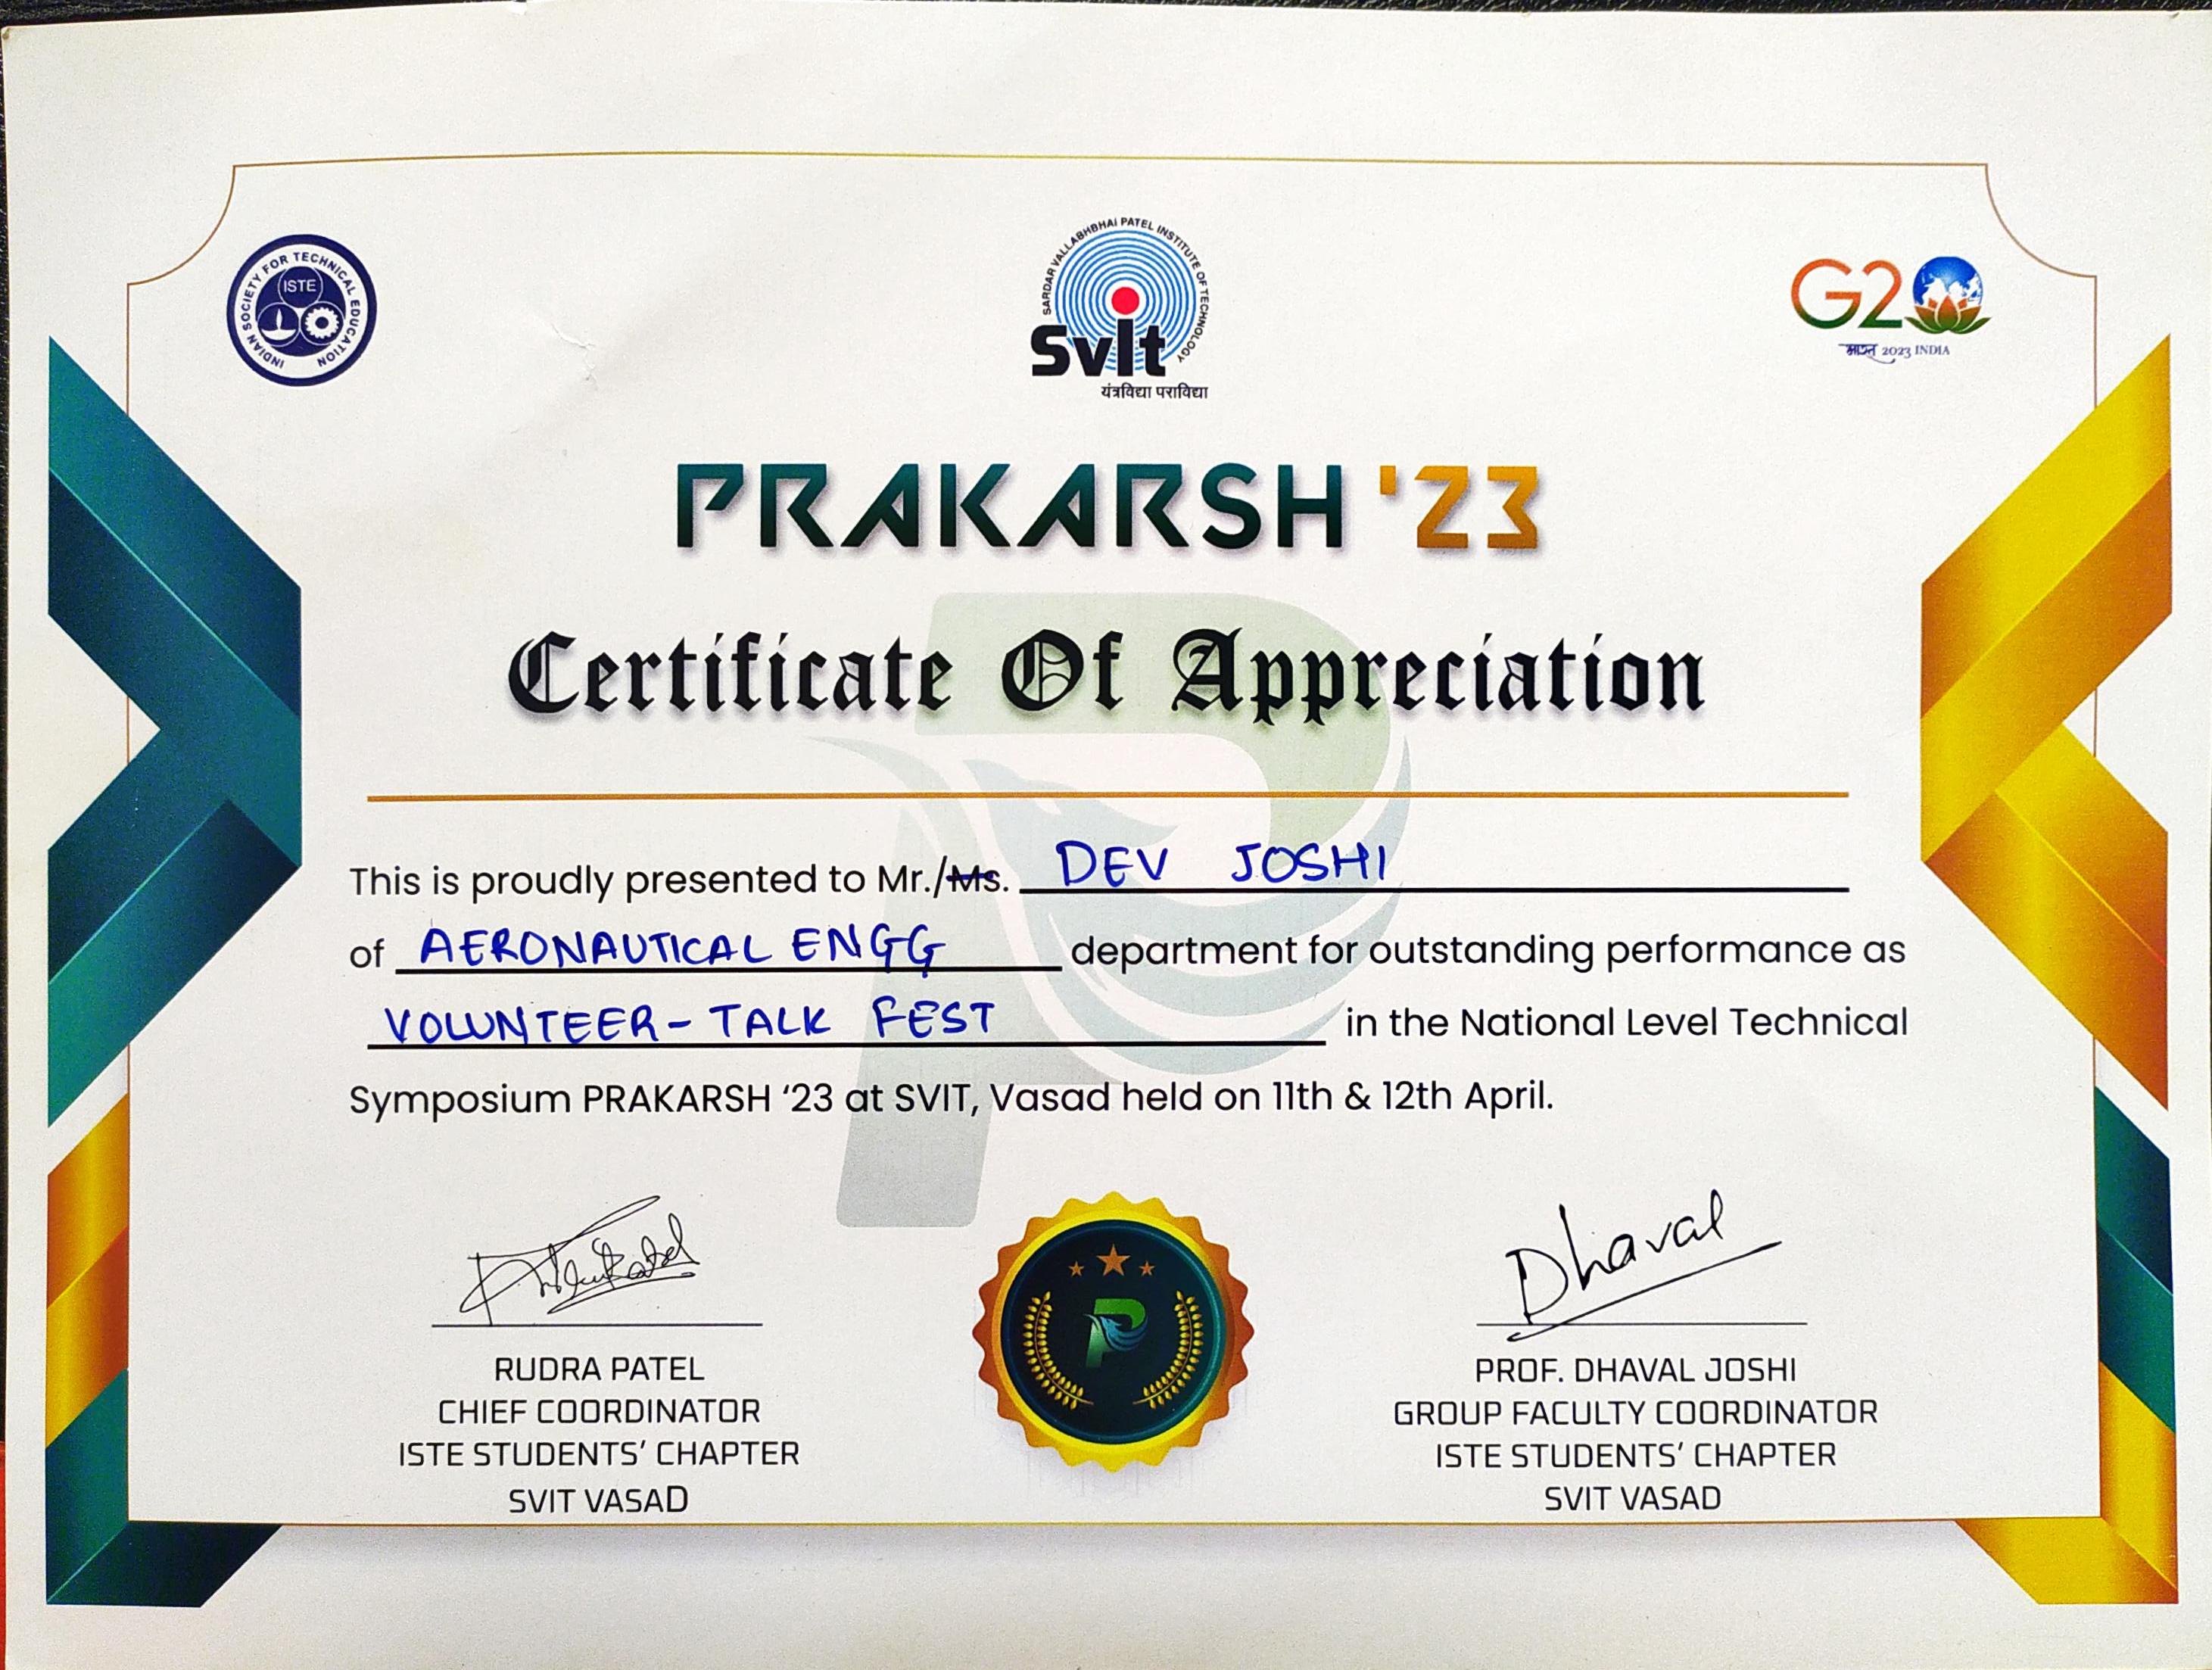 INDIAN SOCIETY FOR TECHNICAL EDUCATION
ISTE
SARDAR VALLABHBHAI PATEL INSTITUTE OF TECHNOLOGY
SVIT
यंत्रविद्या पराविद्या
G20
भारत 2023 INDIA
PRAKARSH '23
Certificate Of Appreciation
This is proudly presented to Mr./Ms. DEV JOSHI
of AERONAUTICAL ENGG department for outstanding performance as
VOLUNTEER - TALK FEST in the National Level Technical
Symposium PRAKARSH ‘23 at SVIT, Vasad held on 11th & 12th April.
Dhaval
RUDRA PATEL
CHIEF COORDINATOR
ISTE STUDENTS’ CHAPTER
SVIT VASAD
P
PROF. DHAVAL JOSHI
GROUP FACULTY COORDINATOR
ISTE STUDENTS’ CHAPTER
SVIT VASAD